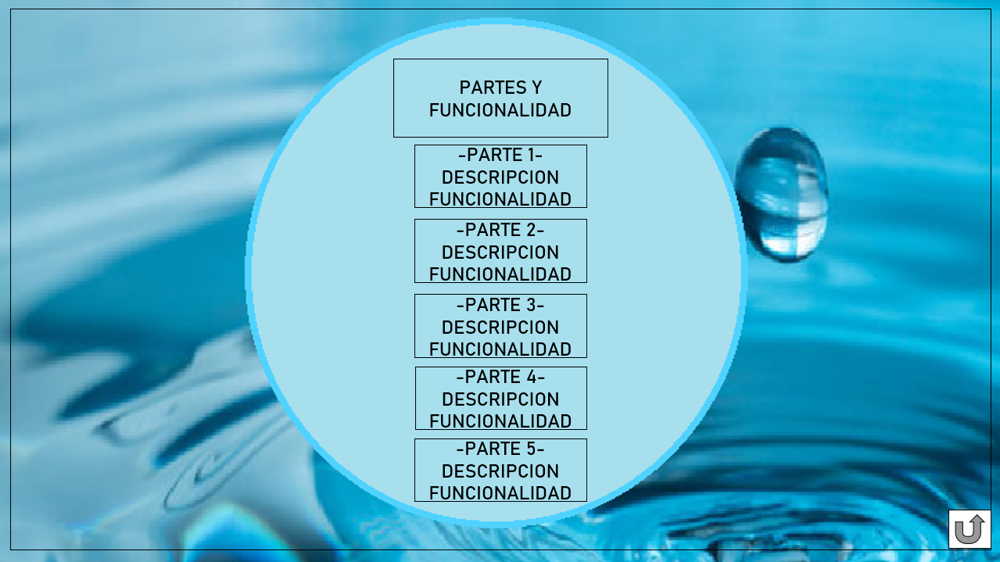 PARTES Y
FUNCIONALIDAD
-PARTE 1-
DESCRIPCION
FUNCIONALIDAD
-PARTE 2-
DESCRIPCION
FUNCIONALIDAD
-PARTE 3-
DESCRIPCION
FUNCIONALIDAD
-PARTE 4-
DESCRIPCION
FUNCIONALIDAD
-PARTE 5-
DESCRIPCION
FUNCIONALIDAD